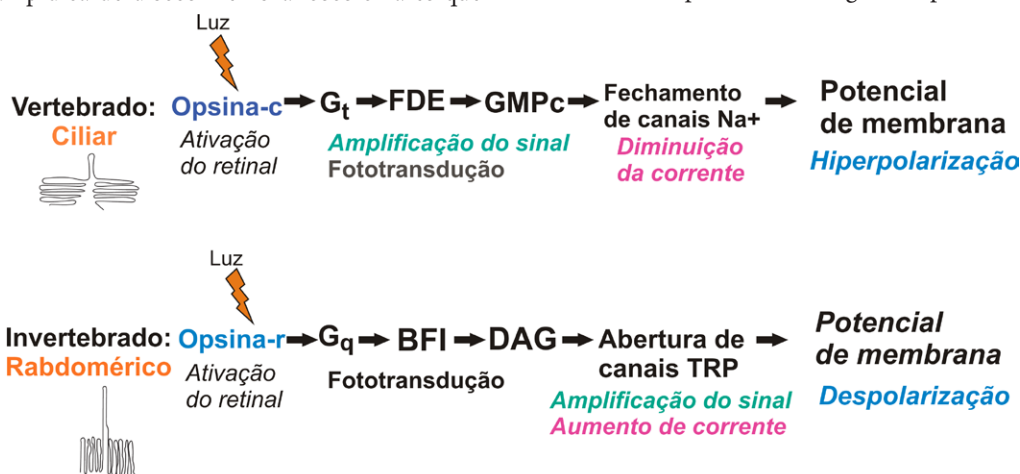 Luz
Vertebrado: Opsina-c G_t FDE GMPc Fechamento de canais Na+ Potencial de membrana
Ciliar
Ativação do retinal
Amplificação do sinal
Fototransdução
Diminuição da corrente
Hiperpolarização
Luz
Invertebrado: Opsina-r G_q BFI DAG Abertura de canais TRP Potencial de membrana
Rabdomérico
Ativação do retinal
Fototransdução
Amplificação do sinal
Aumento de corrente
Despolarização